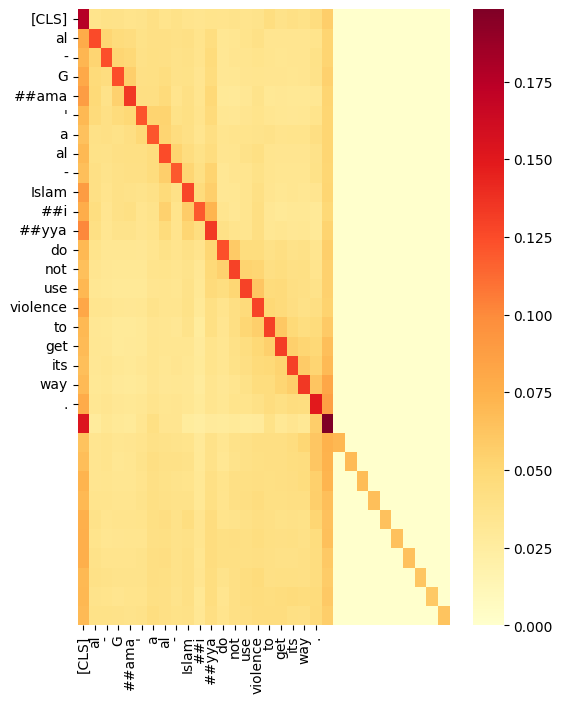 [CLS]
al
-
G
##ama
'
a
al
-
Islam
##i
##yya
do
not
use
violence
to
get
its
way
.
[CLS]
al
-
G
##ama
'
a
al
-
Islam
##i
##yya
do
not
use
violence
to
get
its
way
.
0.175
0.150
0.125
0.100
0.075
0.050
0.025
0.000